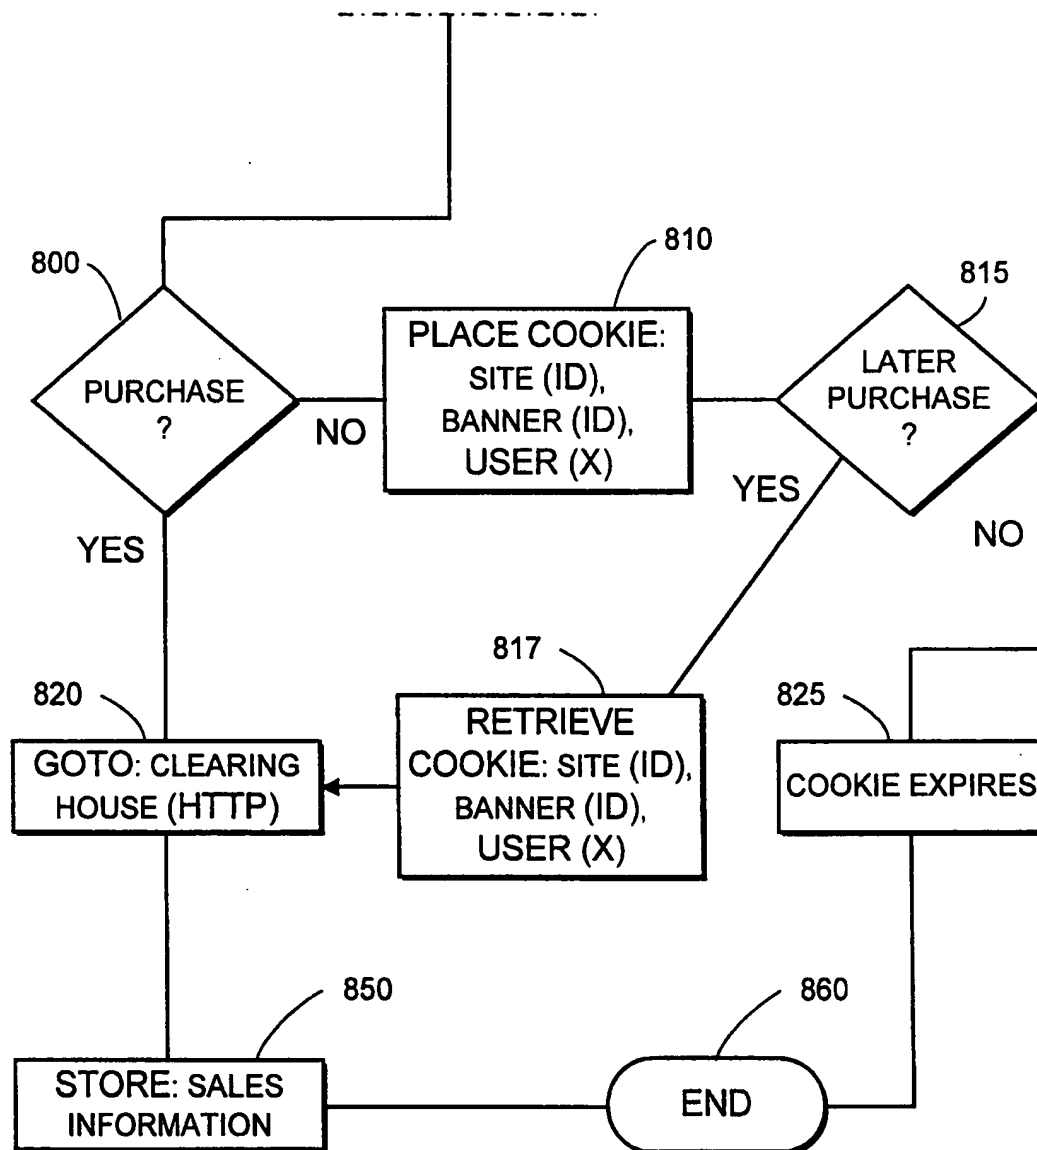 800
PURCHASE
?
NO
YES
810
PLACE COOKIE:
SITE (ID),
BANNER (ID),
USER (X)
815
LATER
PURCHASE
?
YES
NO
817
RETRIEVE
COOKIE: SITE (ID),
BANNER (ID),
USER (X)
820
GOTO: CLEARING
HOUSE (HTTP)
825
COOKIE EXPIRES
850
STORE: SALES
INFORMATION
860
END